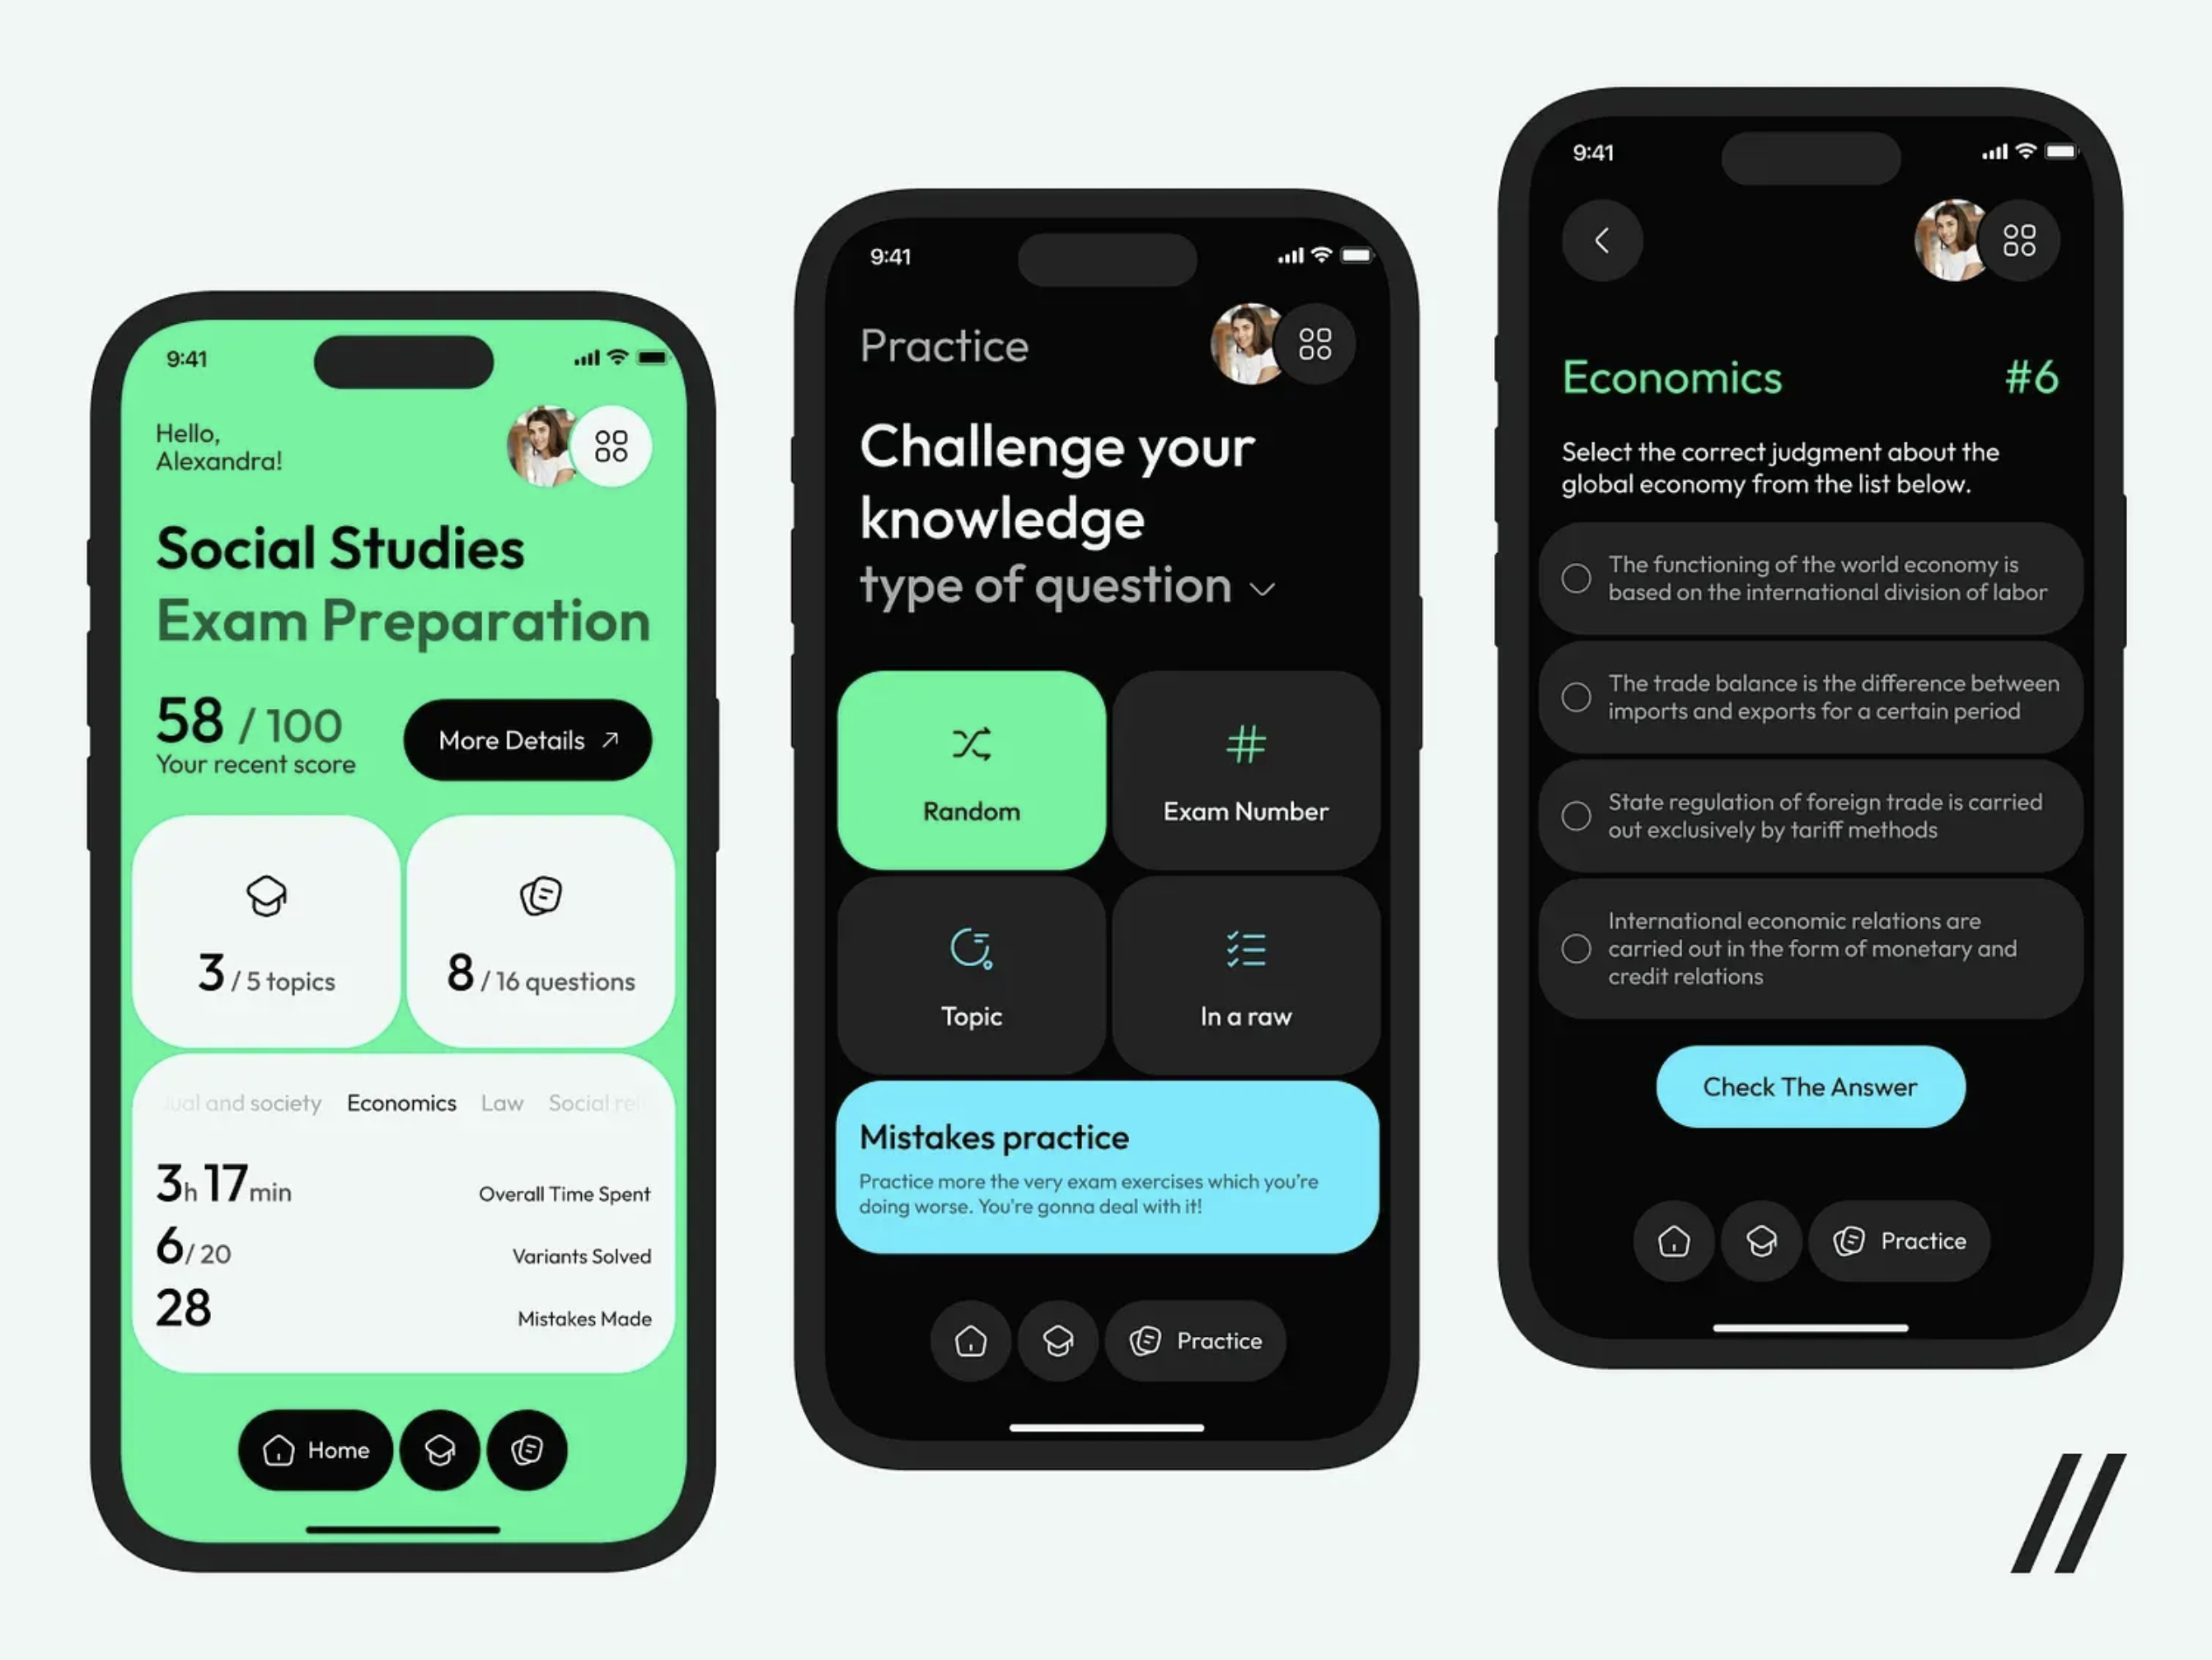 9:41
Hello,
Alexandra!
Social Studies
Exam Preparation
58 / 100
Your recent score
More Details
3 / 5 topics
8 / 16 questions
and society Economics Law Social
3h 17min
Overall Time Spent
6 / 20
Variants Solved
28
Mistakes Made
Home
9:41
Practice
Challenge your
knowledge
type of question
Random
Exam Number
Topic
In a raw
Mistakes practice
Practice more the very exam exercises which you're
doing worse. You're gonna deal with it!
Practice
9:41
Economics
#6
Select the correct judgment about the
global economy from the list below.
The functioning of the world economy is
based on the international division of labor
The trade balance is the difference between
imports and exports for a certain period
State regulation of foreign trade is carried
out exclusively by tariff methods
International economic relations are
carried out in the form of monetary and
credit relations
Check The Answer
Practice